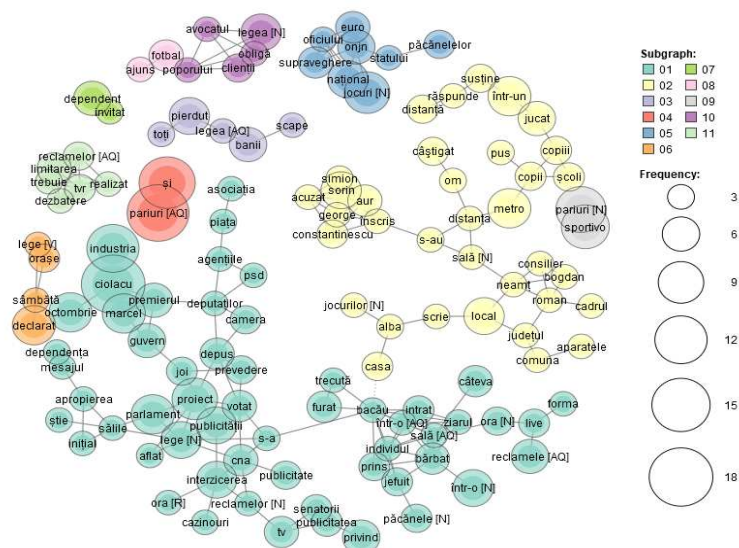 avocatul
legea [N]
fotbal
obligă
ajuns
poporului
clienții
euro
oficiului
onjn
păcănelelor
supraveghere
statului
național
jocuri [N]
Subgraph:
01
07
02
08
03
09
04
10
05
11
06
dependent
invitat
pierdut
toți
legea [AQ]
scape
banii
susține
răspunde
într-un
distanță
jucat
reclamelor [AQ]
limitarea
trebuie
tvr
realizat
dezbatere
și
pariuri [AQ]
câștigat
pus
copiii
copii
școli
om
simion
sorin
acuzat
aur
george
înscris
constantinescu
distanța
metro
pariuri [N]
sportivo
s-au
sală [N]
Frequency:
3
6
9
12
15
18
asociația
piața
lege [V]
orașe
industria
agențiile
psd
ciolacu
sâmbătă
octombrie
marcel
premierul
deputaților
declarat
camera
guvern
consilier
bogdan
neamț
roman
cadrul
jocurilor [N]
alba
scrie
local
județul
comuna
aparatele
casa
dependența
mesajul
joi
depus
prevedere
apropierea
proiect
știe
sălile
parlament
publicității
votat
inițial
lege [N]
s-a
aflat
cna
publicitate
interzicerea
ora [R]
reclamelor [N]
cazinouri
tv
senatorii
publicitatea
privind
trecută
furat
bacău
intrat
câteva
într-o [AQ]
ziarul
ora [N]
live
forma
sală [AQ]
individul
reclamele [AQ]
prins
bărbat
jefuit
într-o [N]
păcănele [N]